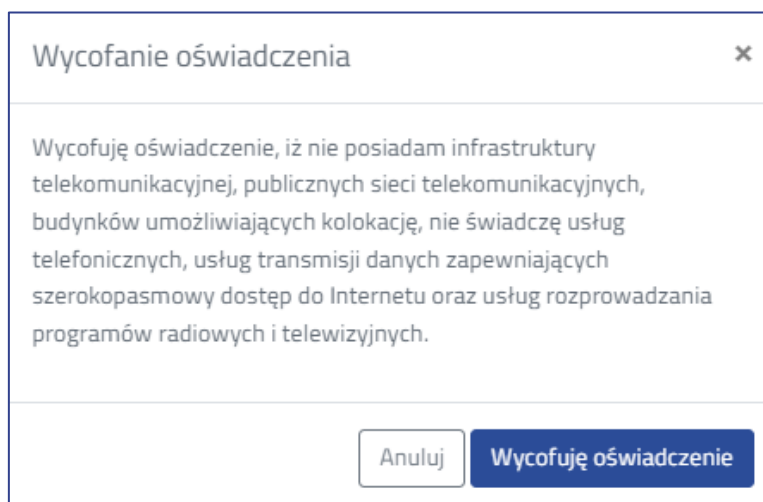 Wycofanie oświadczenia ×
Wycofuję oświadczenie, iż nie posiadam infrastruktury
telekomunikacyjnej, publicznych sieci telekomunikacyjnych,
budynków umożliwiających kolokację, nie świadczę usług
telefonicznych, usług transmisji danych zapewniających
szerokopasmowy dostęp do Internetu oraz usług rozprowadzania
programów radiowych i telewizyjnych.
Anuluj Wycofuję oświadczenie